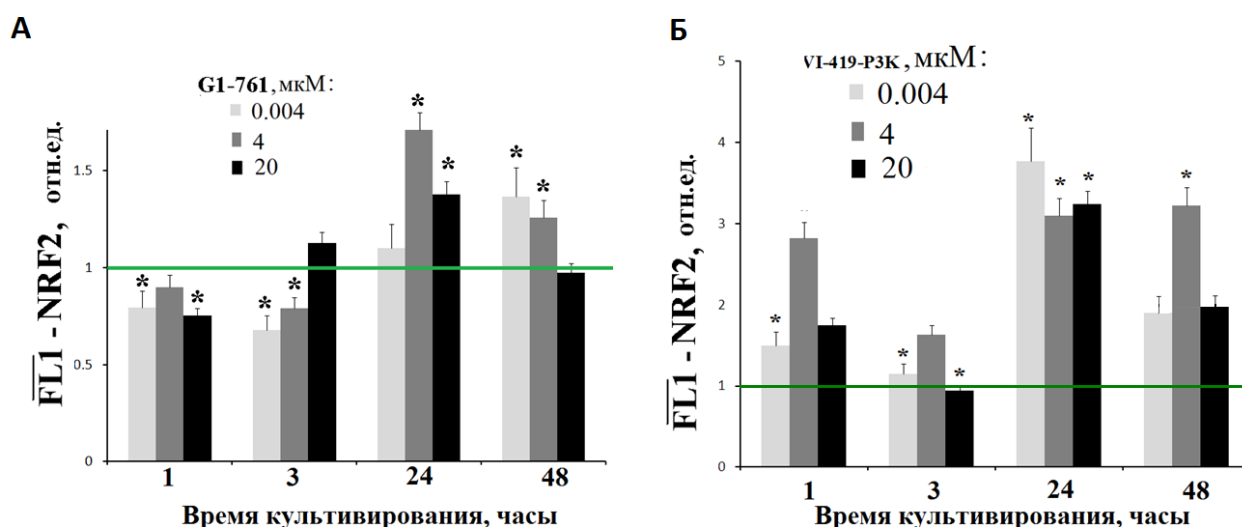 А
G1-761, мкМ:
0.004
4
20
FL1 - NRF2, отн.ед.
1.5
1
0.5
0
* * * * * * * *
1 3 24 48
Время культивирования, часы
Б
VI-419-P3K, мкМ:
0.004
4
20
FL1 - NRF2, отн.ед.
5
4
3
2
1
0
* * * * * * *
1 3 24 48
Время культивирования, часы